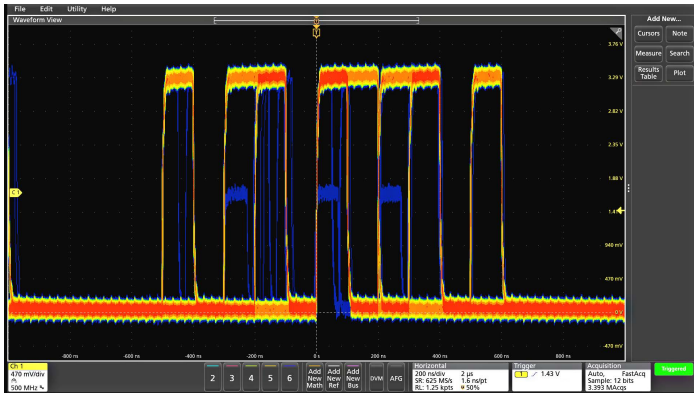 File Edit Utility Help
Waveform View
Add New...
Cursors Note
Measure Search
Results Table Plot
3.76 V
3.29 V
2.82 V
2.35 V
1.88 V
1.41
940 mV
470 mV
0 V
-470 mV
C1
-800 ns -600 ns -400 ns -200 ns 0 s 200 ns 400 ns 600 ns 800 ns
Ch 1
470 mV/div
500 MHz
2 3 4 5 6
Add New Math
Add New Ref
Add New Bus
DVM AFG
Horizontal
200 ns/div 2 µs
SR: 625 MS/s 1.6 ns/pt
RL: 1.25 kpts 50%
Trigger
1 1.43 V
Acquisition
Auto, FastAcq
Sample: 12 bits
3.393 MAcqs
Triggered